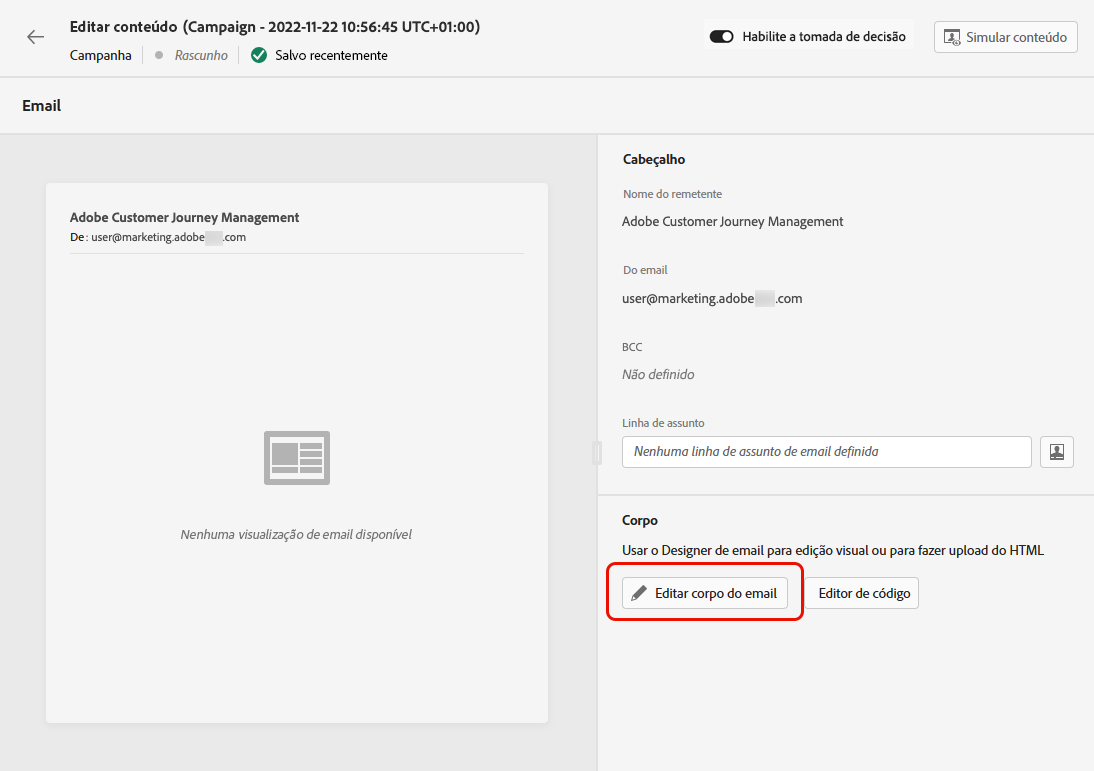 Editar conteúdo (Campaign - 2022-11-22 10:56:45 UTC+01:00)
Campanha
Rascunho
Salvo recentemente
Habilite a tomada de decisão
Simular conteúdo
Email
Adobe Customer Journey Management
De: user@marketing.adobe .com
Nenhuma visualização de email disponível
Cabeçalho
Nome do remetente
Adobe Customer Journey Management
Do email
user@marketing.adobe .com
BCC
Não definido
Linha de assunto
Nenhuma linha de assunto de email definida
Corpo
Usar o Designer de email para edição visual ou para fazer upload do HTML
Editar corpo do email
Editor de código